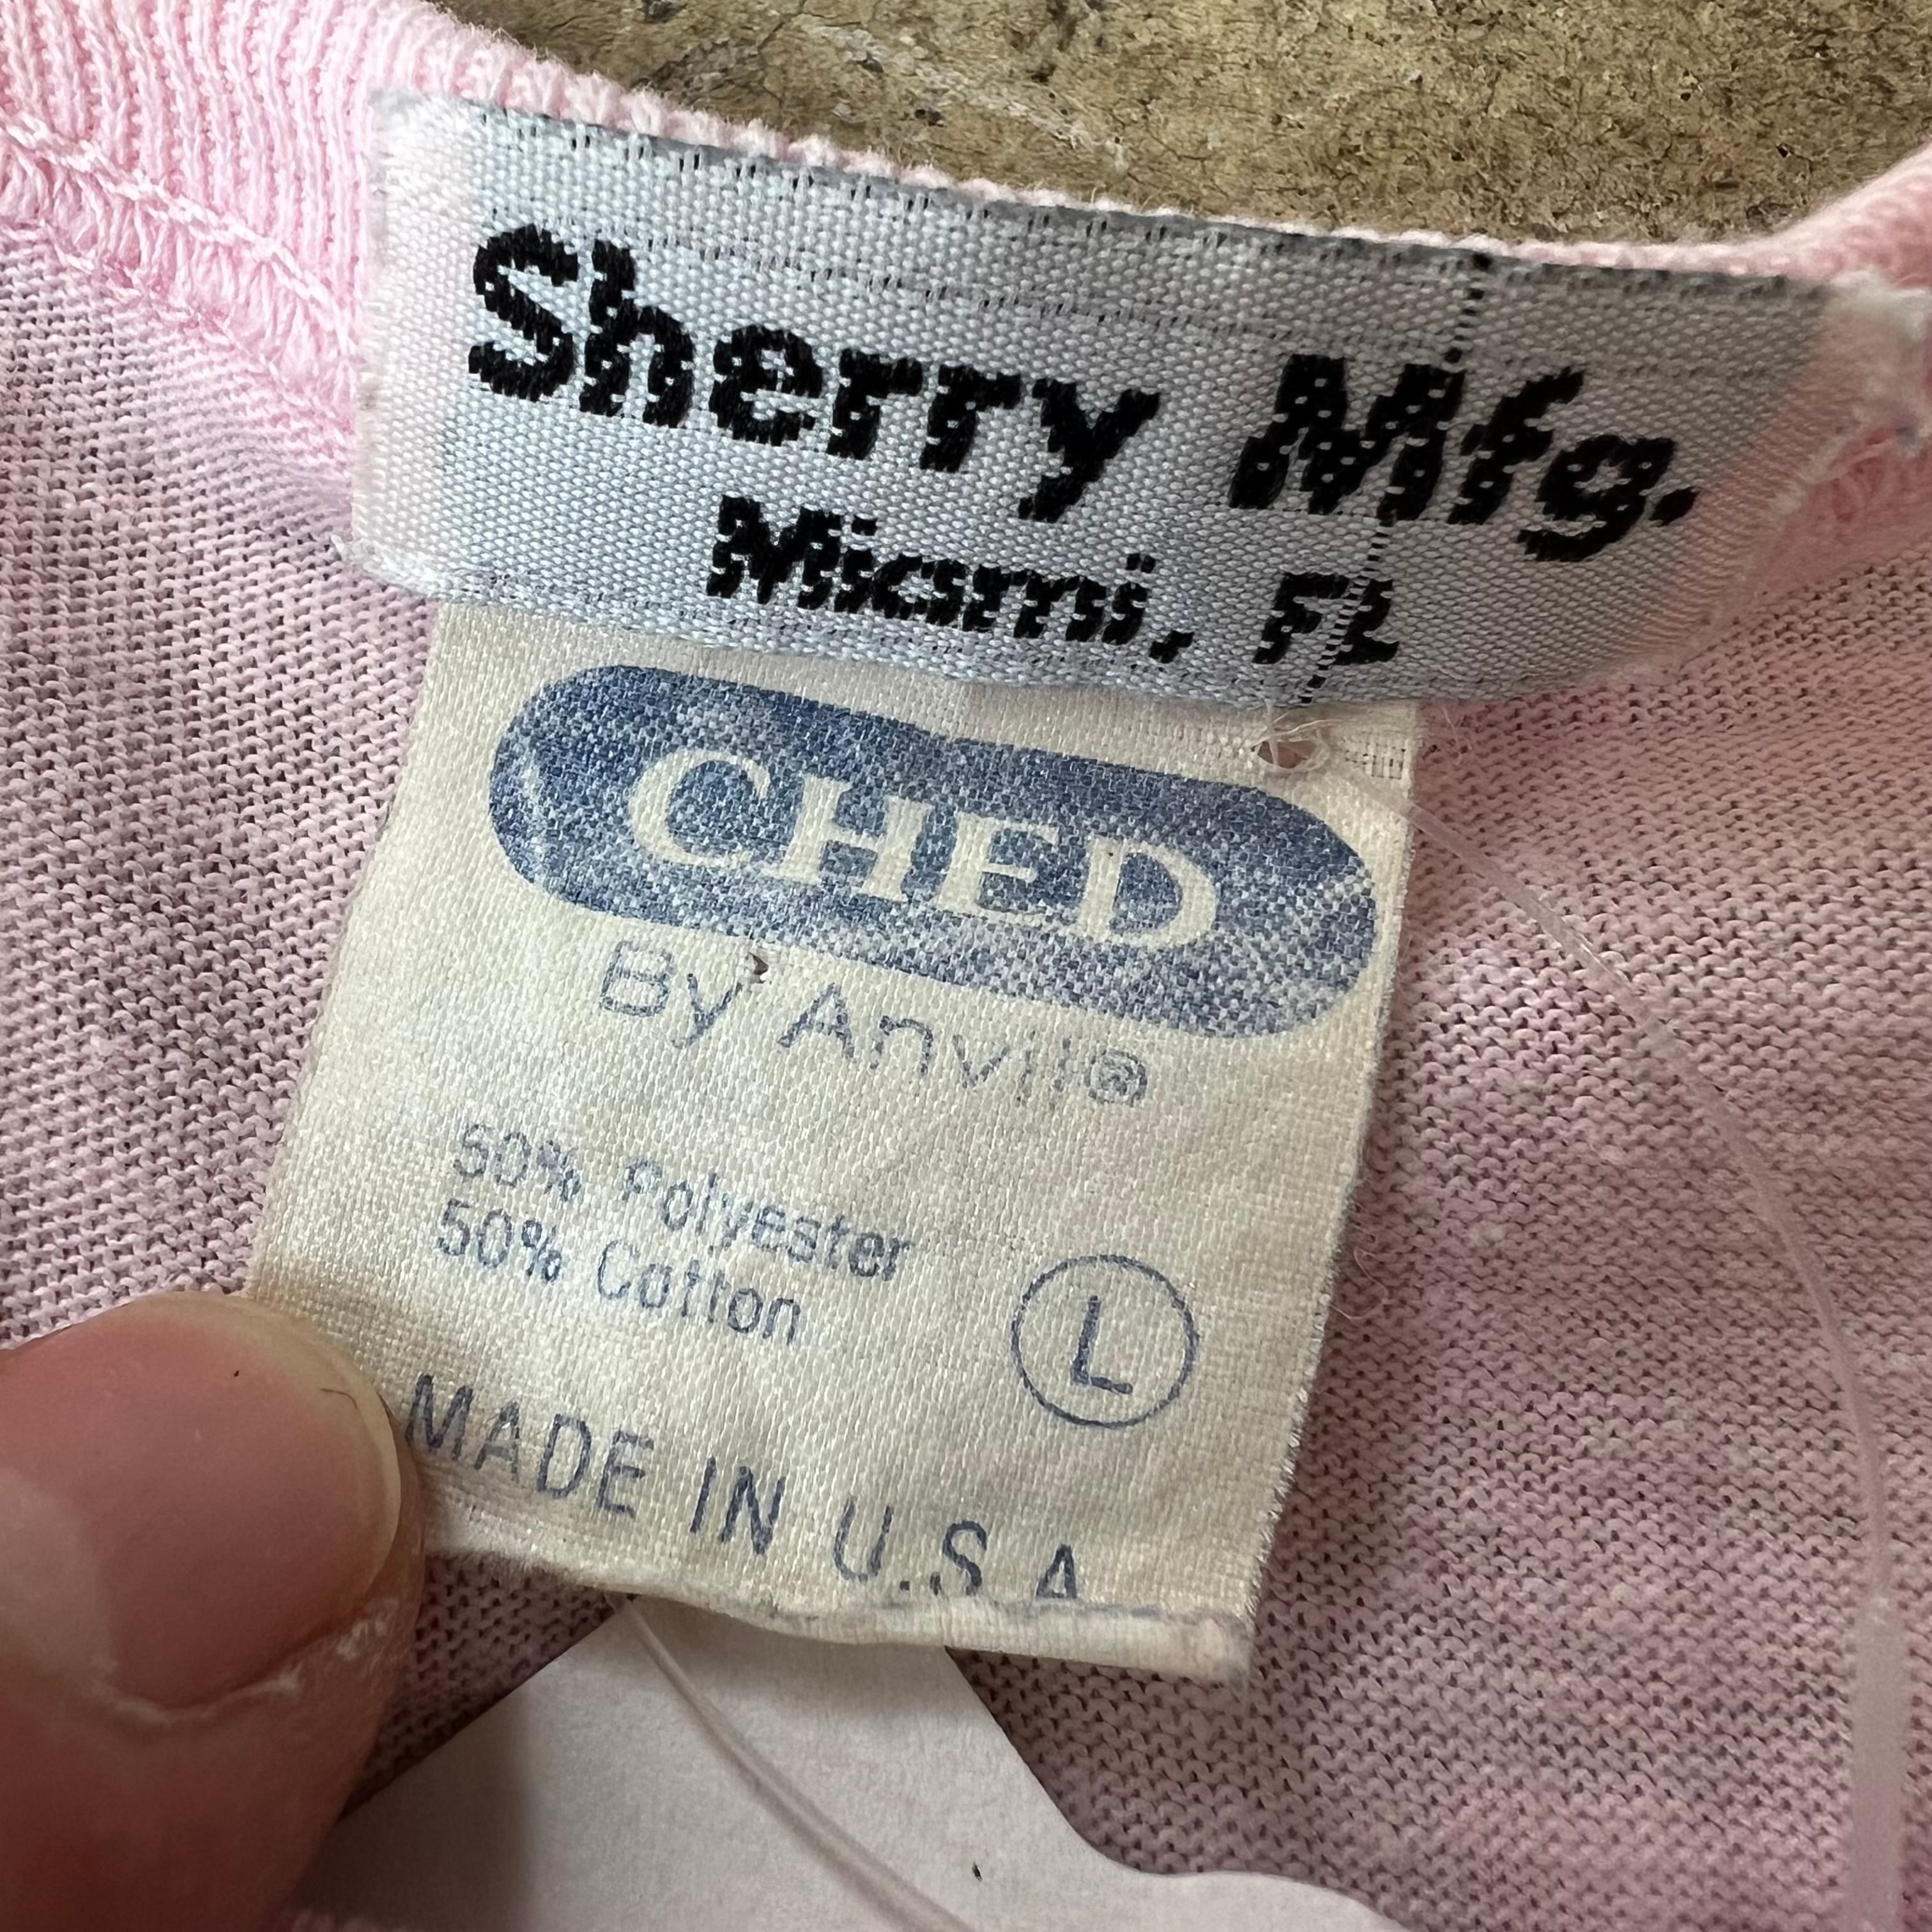 Sherry Mfg.
Miami, FL
CHED
By Anvil®
50% Polyester
50% Cotton
L
MADE IN U.S.A